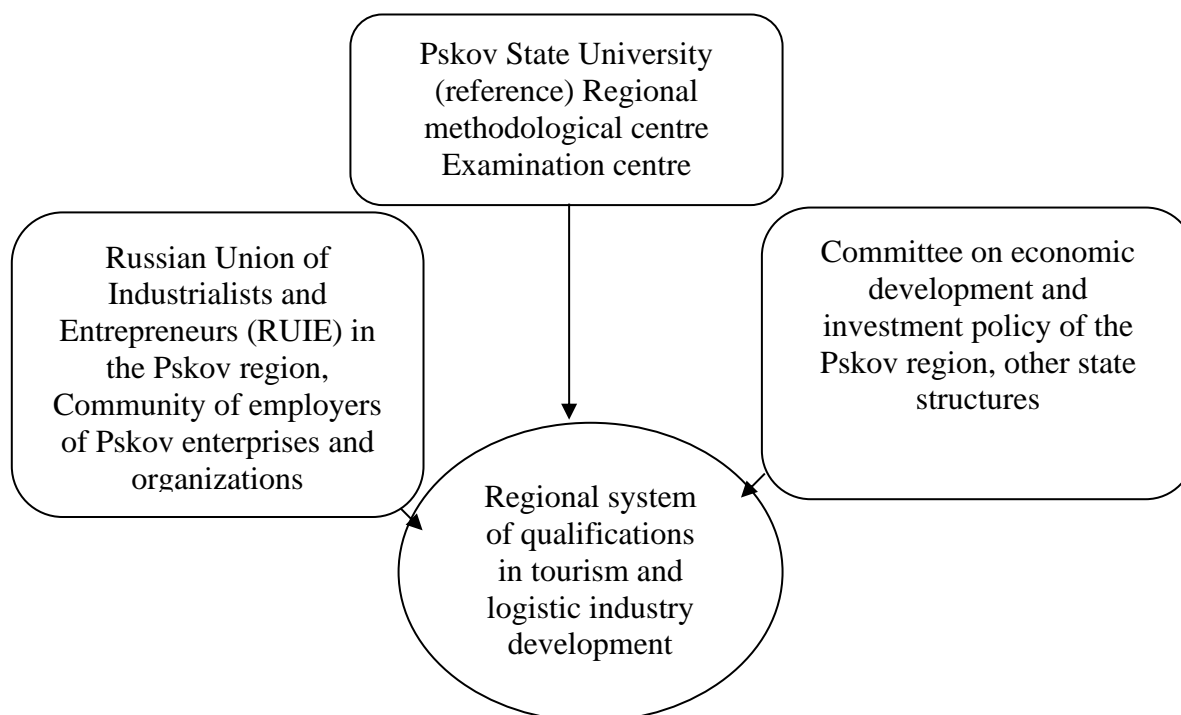 Pskov State University
(reference) Regional
methodological centre
Examination centre
Russian Union of
Industrialists and
Entrepreneurs (RUIE) in
the Pskov region,
Community of employers
of Pskov enterprises and
organizations
Committee on economic
development and
investment policy of the
Pskov region, other state
structures
Regional system
of qualifications
in tourism and
logistic industry
development